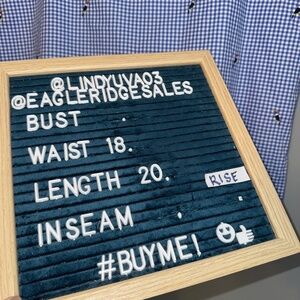 @LINDYUVA03
@EAGLERIDGESALES
BUST .
WAIST 18.
LENGTH 20. RISE
INSEAM . .
#BUYME!